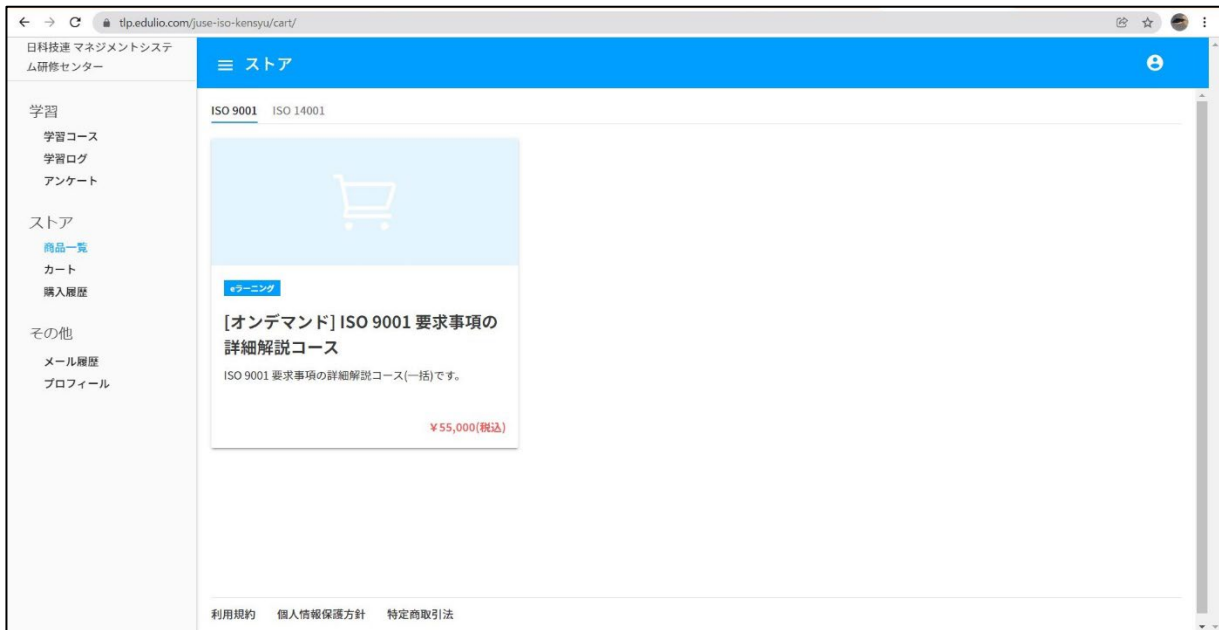 tlp.edulio.com/juse-iso-kensyu/cart/
日科技連 マネジメントシステ
ム研修センター
ストア
学習
学習コース
学習ログ
アンケート
ストア
商品一覧
カート
購入履歴
その他
メール履歴
プロフィール
ISO 9001 ISO 14001
eラーニング
[オンデマンド] ISO 9001 要求事項の
詳細解説コース
ISO 9001 要求事項の詳細解説コース(一括)です。
¥55,000(税込)
利用規約 個人情報保護方針 特定商取引法